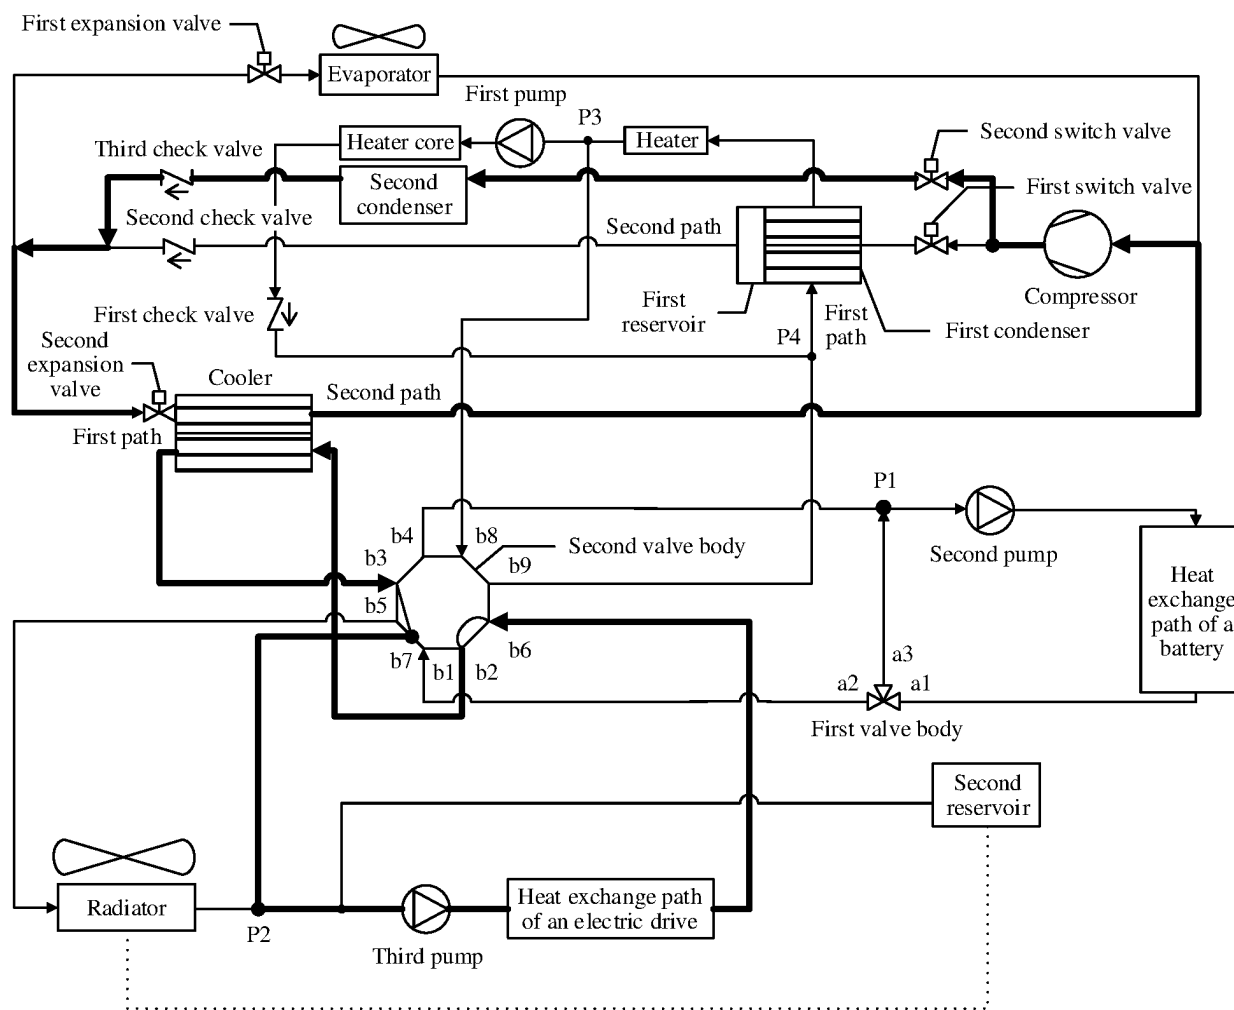 First expansion valve
Evaporator
First pump
P3
Second switch valve
Third check valve
Heater core
Heater
First switch valve
Second
condenser
Second check valve
Second path
Compressor
First
reservoir
First
path
First condenser
First check valve
P4
Second
expansion
valve
Cooler
Second path
First path
P1
b4
b8
Second valve body
Second pump
b3
b9
Heat
exchange
path of a
battery
b5
b7
b6
b1
b2
a3
a2
a1
First valve body
Second
reservoir
Radiator
P2
Heat exchange path
of an electric drive
Third pump